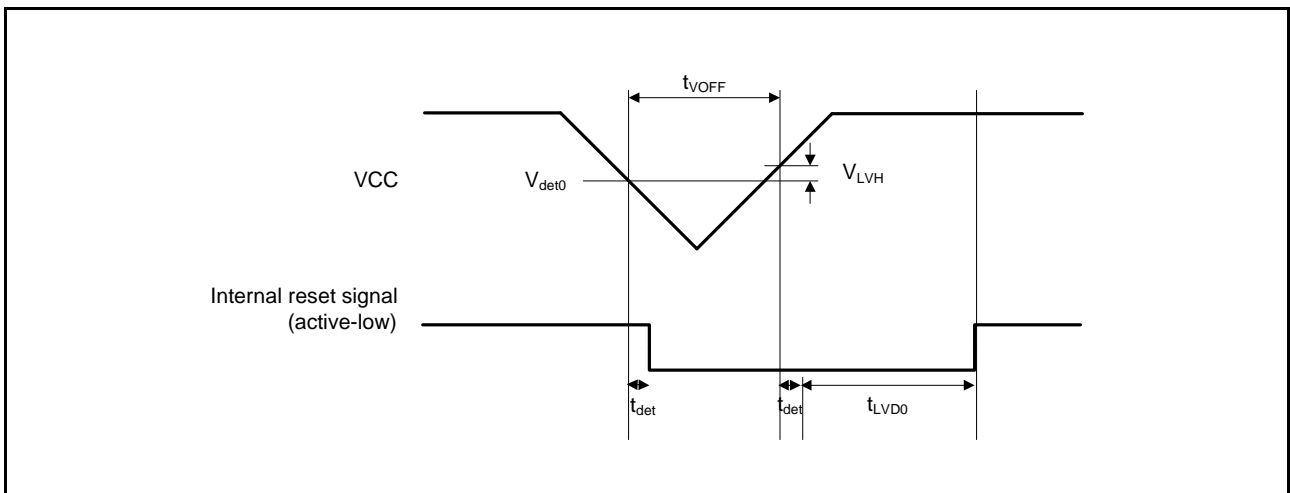 tVOFF
VCC
Vdet0
VLVH
Internal reset signal
(active-low)
tdet
tdet
tLVD0